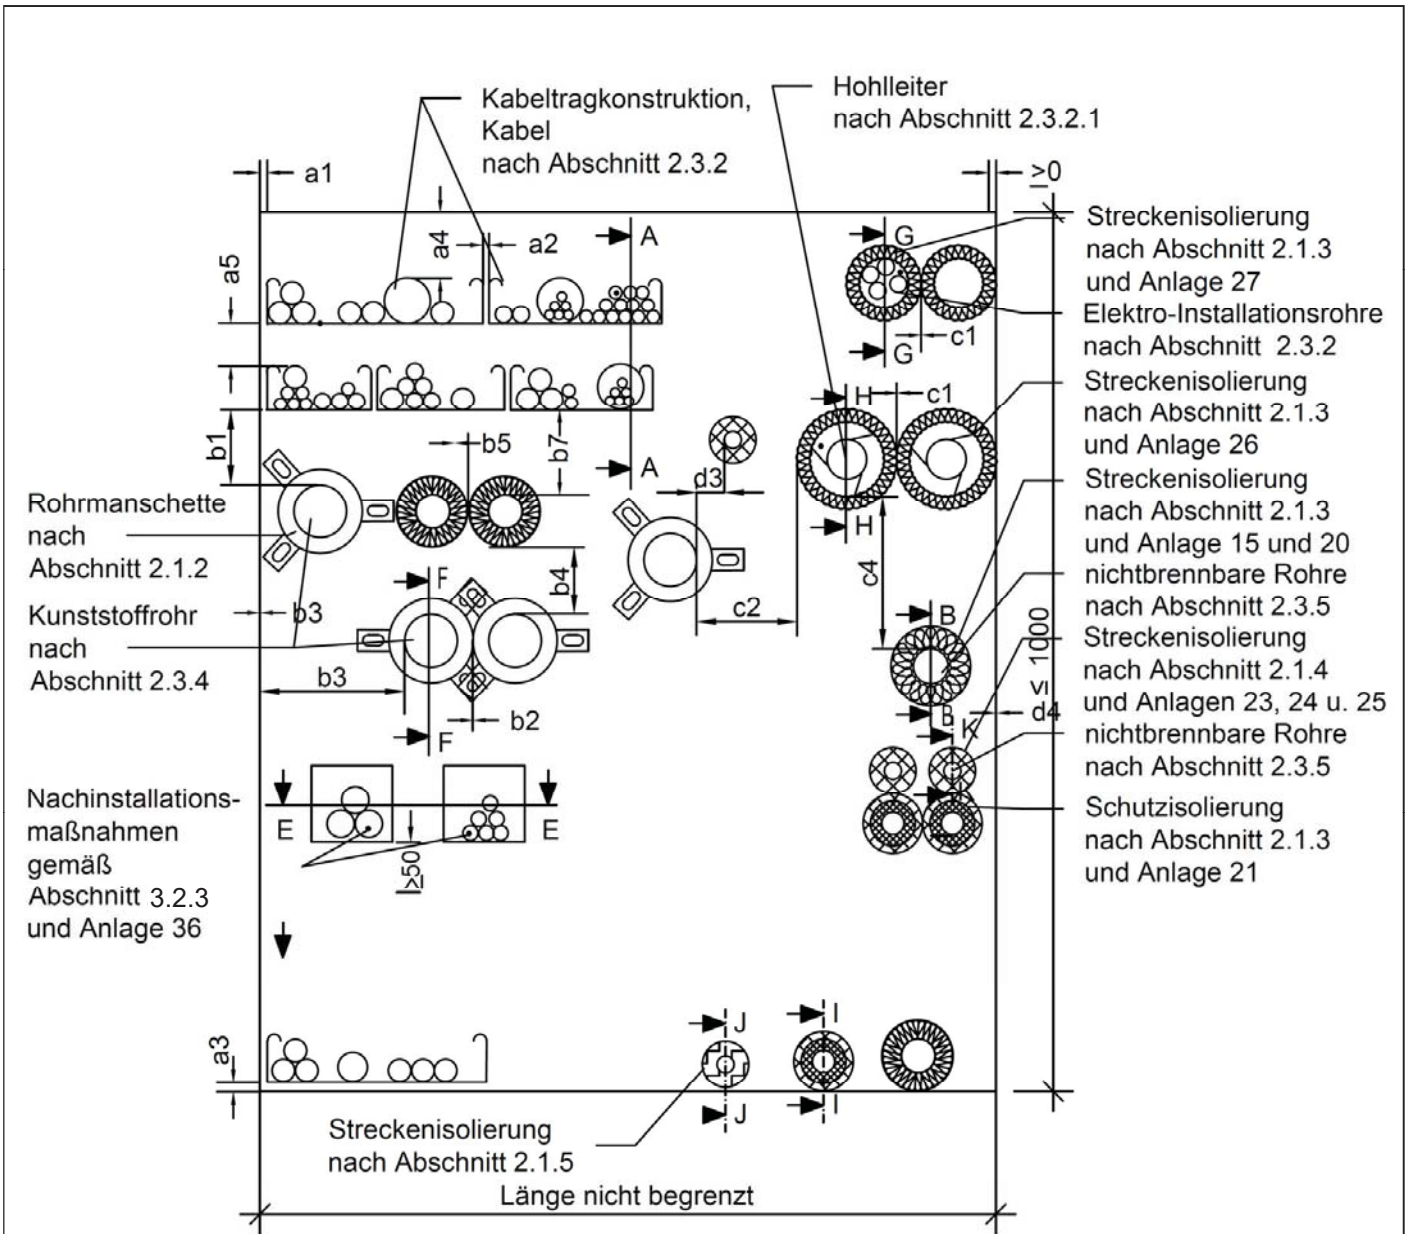 Kabeltragkonstruktion,
Kabel
nach Abschnitt 2.3.2
Hohlleiter
nach Abschnitt 2.3.2.1
a1
≥0
a4
a2
a5
A
G
Streckenisolierung
nach Abschnitt 2.1.3
und Anlage 27
Elektro-Installationsrohre
nach Abschnitt 2.3.2
c1
G
Streckenisolierung
nach Abschnitt 2.1.3
und Anlage 26
H
c1
b1
b5
b7
A
d3
Streckenisolierung
nach Abschnitt 2.1.3
und Anlage 15 und 20
nichtbrennbare Rohre
nach Abschnitt 2.3.5
Rohrmanschette
nach
Abschnitt 2.1.2
H
c4
F
b4
b3
c2
B
≤ 1000
Kunststoffrohr
nach
Abschnitt 2.3.4
Streckenisolierung
nach Abschnitt 2.1.4
und Anlagen 23, 24 u. 25
b3
b2
F
B
d4
K
nichtbrennbare Rohre
nach Abschnitt 2.3.5
Nachinstallations-
maßnahmen
gemäß
Abschnitt 3.2.3
und Anlage 36
E
E
≥50
Schutzisolierung
nach Abschnitt 2.1.3
und Anlage 21
a3
J
I
J
I
Streckenisolierung
nach Abschnitt 2.1.5
Länge nicht begrenzt